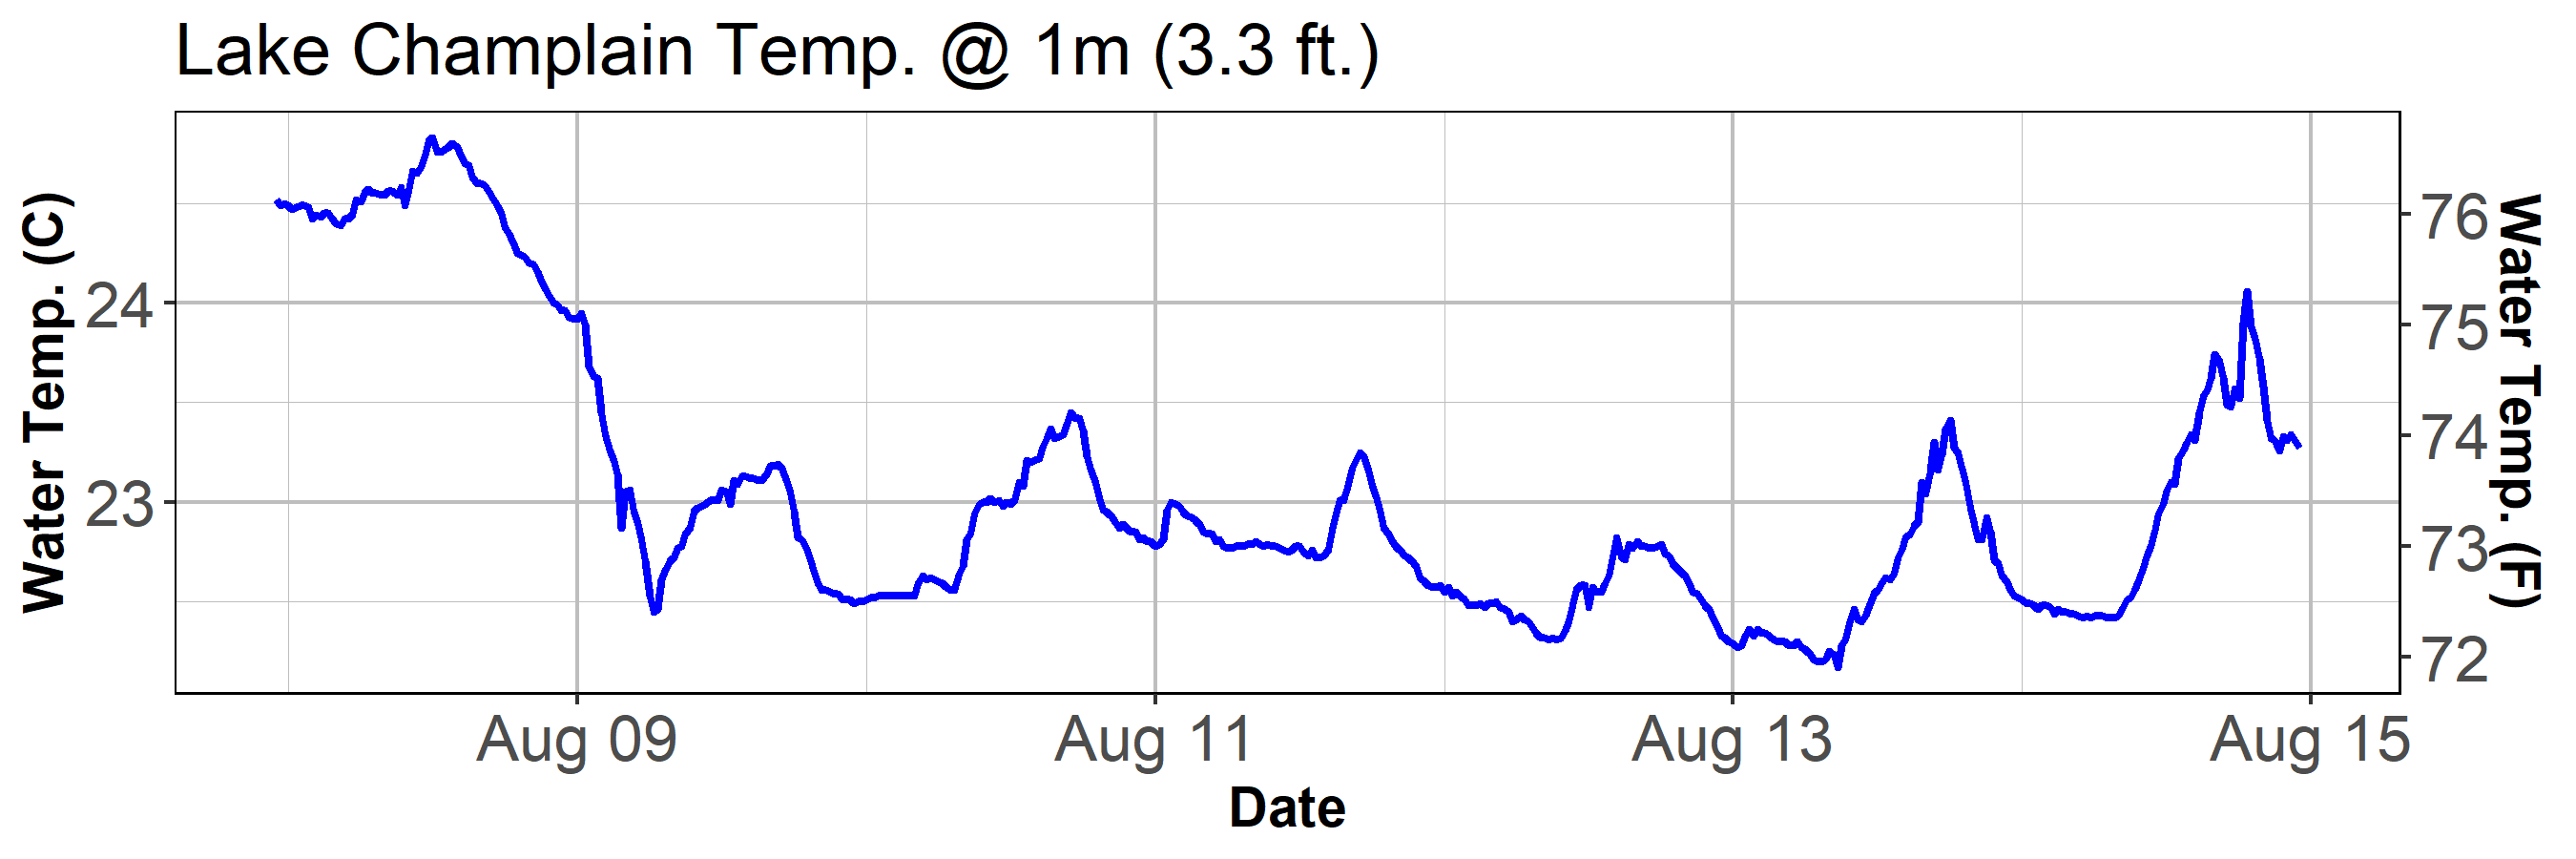 Lake Champlain Temp. @ 1m (3.3 ft.)
Water Temp. (C)
24
23
76
75
74
73
72
Water Temp. (F)
Aug 09
Aug 11
Aug 13
Aug 15
Date